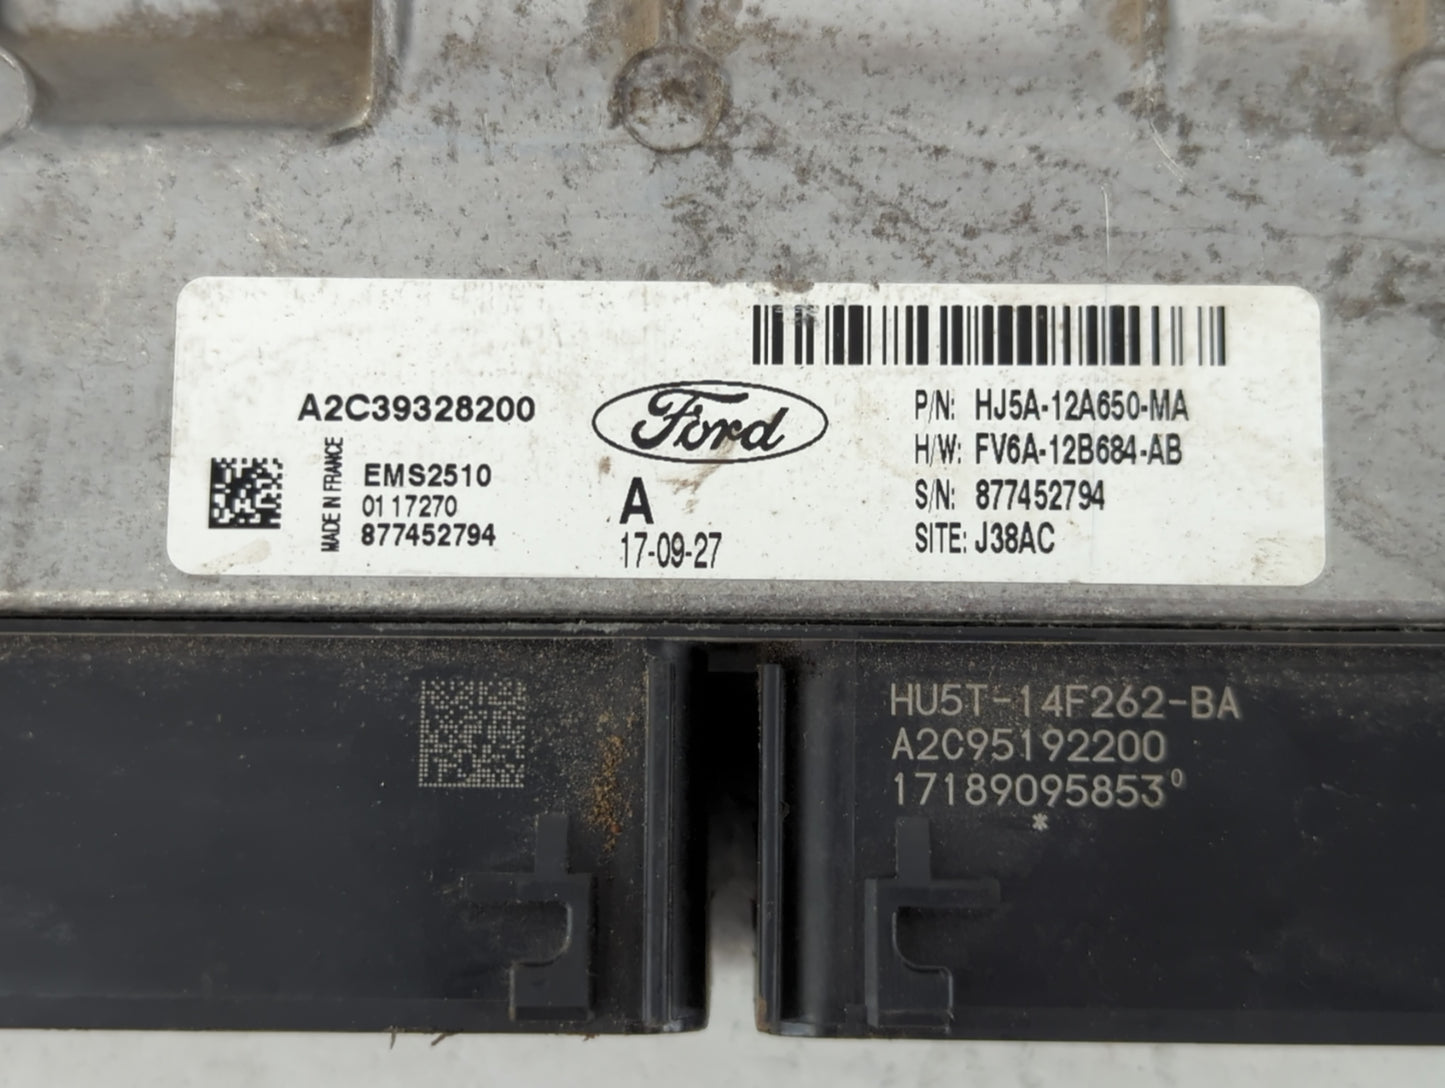 A2C39328200
MADE IN FRANCE
EMS2510
01 17270
877452794
Ford
A
17-09-27
P/N: HJ5A-12A650-MA
H/W: FV6A-12B684-AB
S/N: 877452794
SITE: J38AC
HU5T-14F262-BA
A2C95192200
17189095853⁰
*